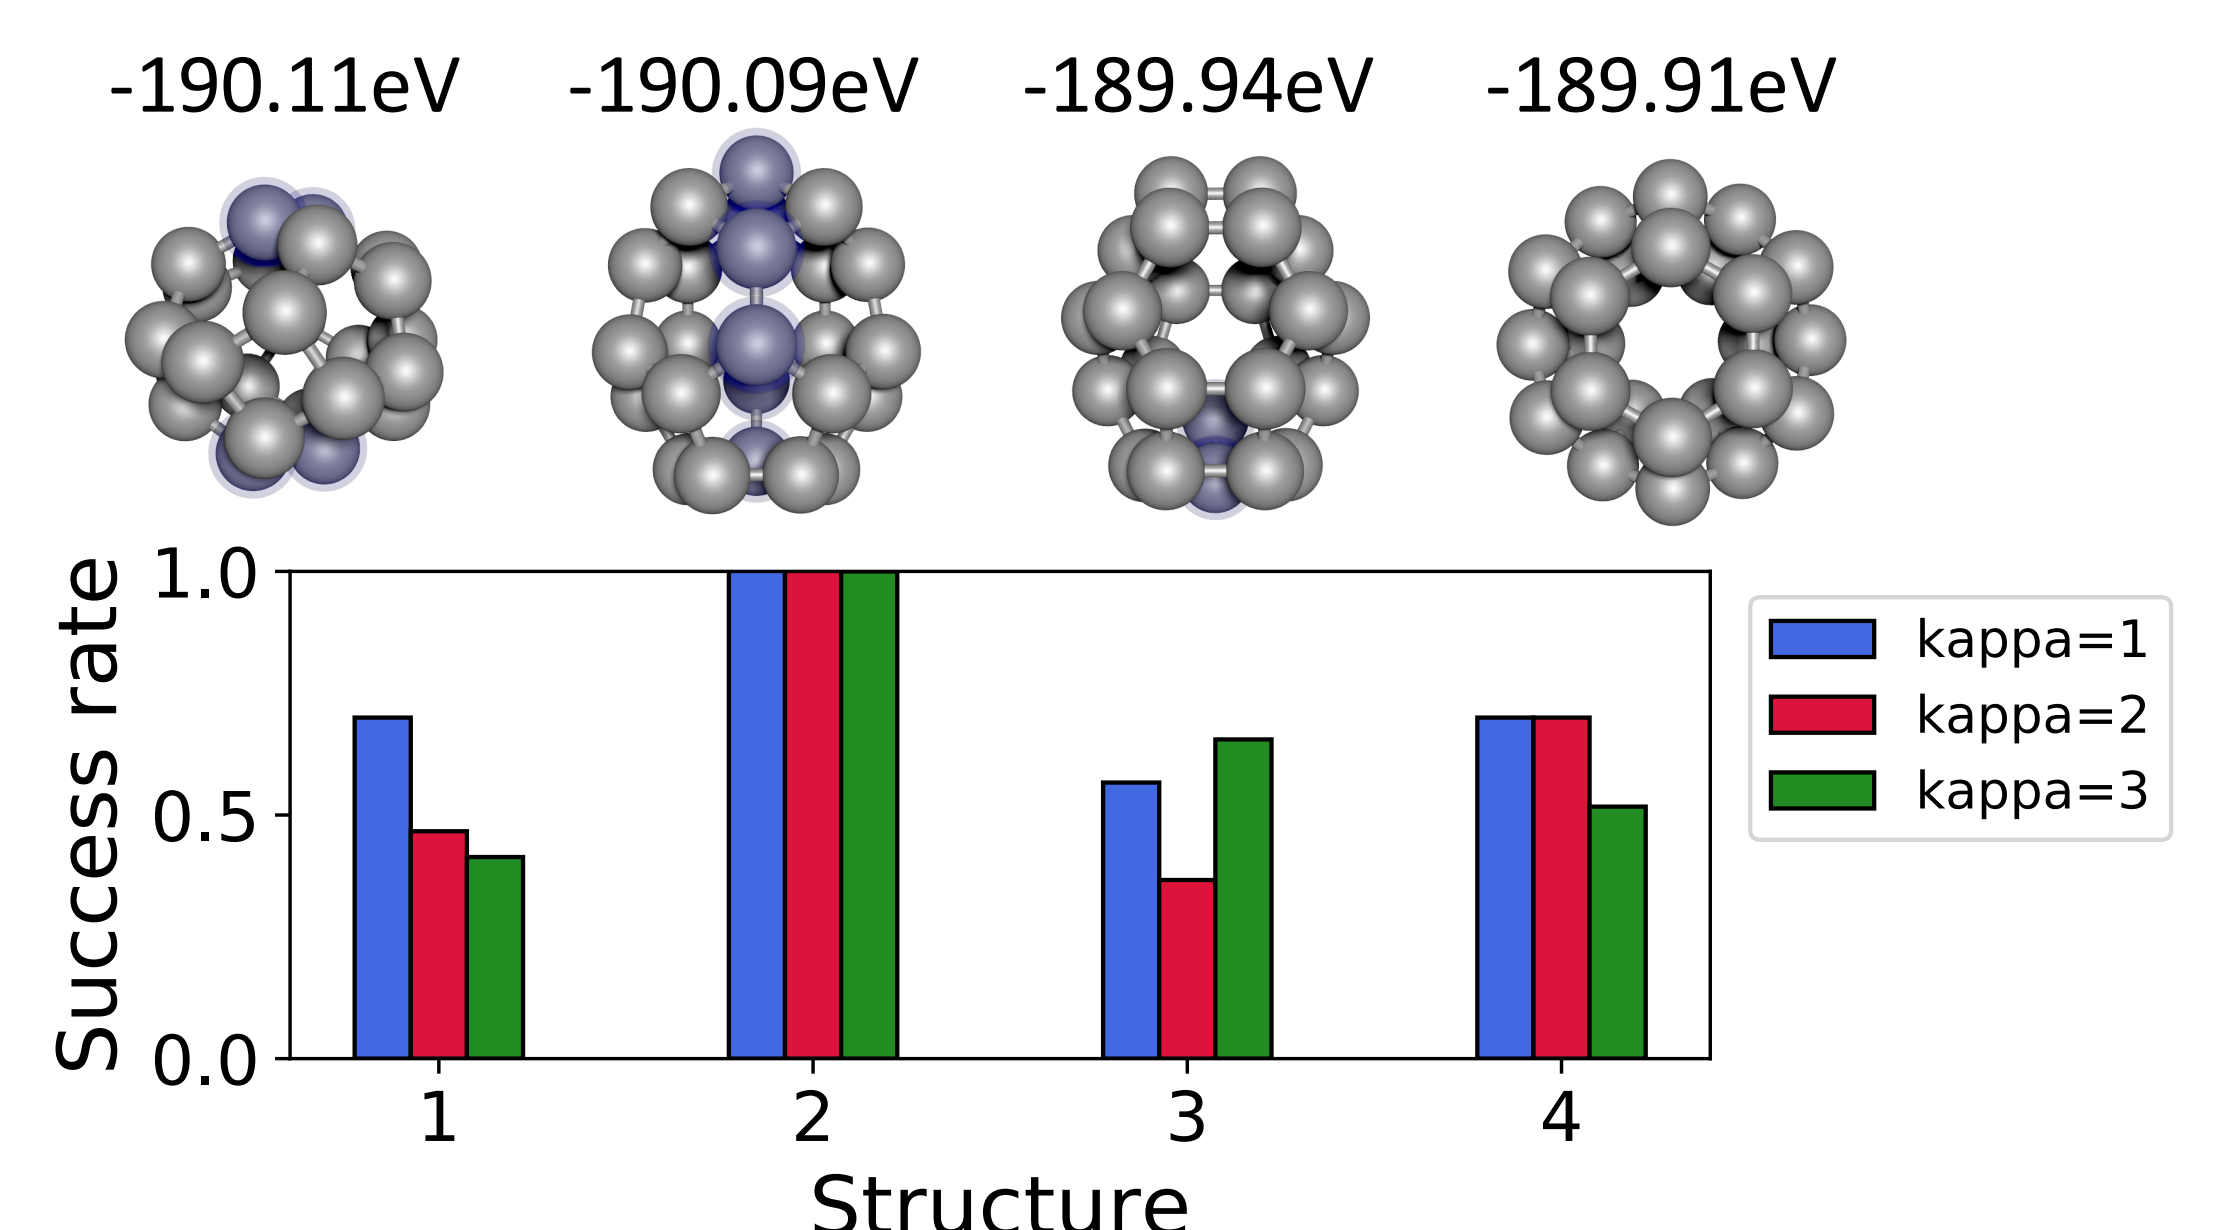 -190.11eV -190.09eV -189.94eV -189.91eV
Success rate
1.0
0.5
0.0
1 2 3 4
Structure
kappa=1
kappa=2
kappa=3